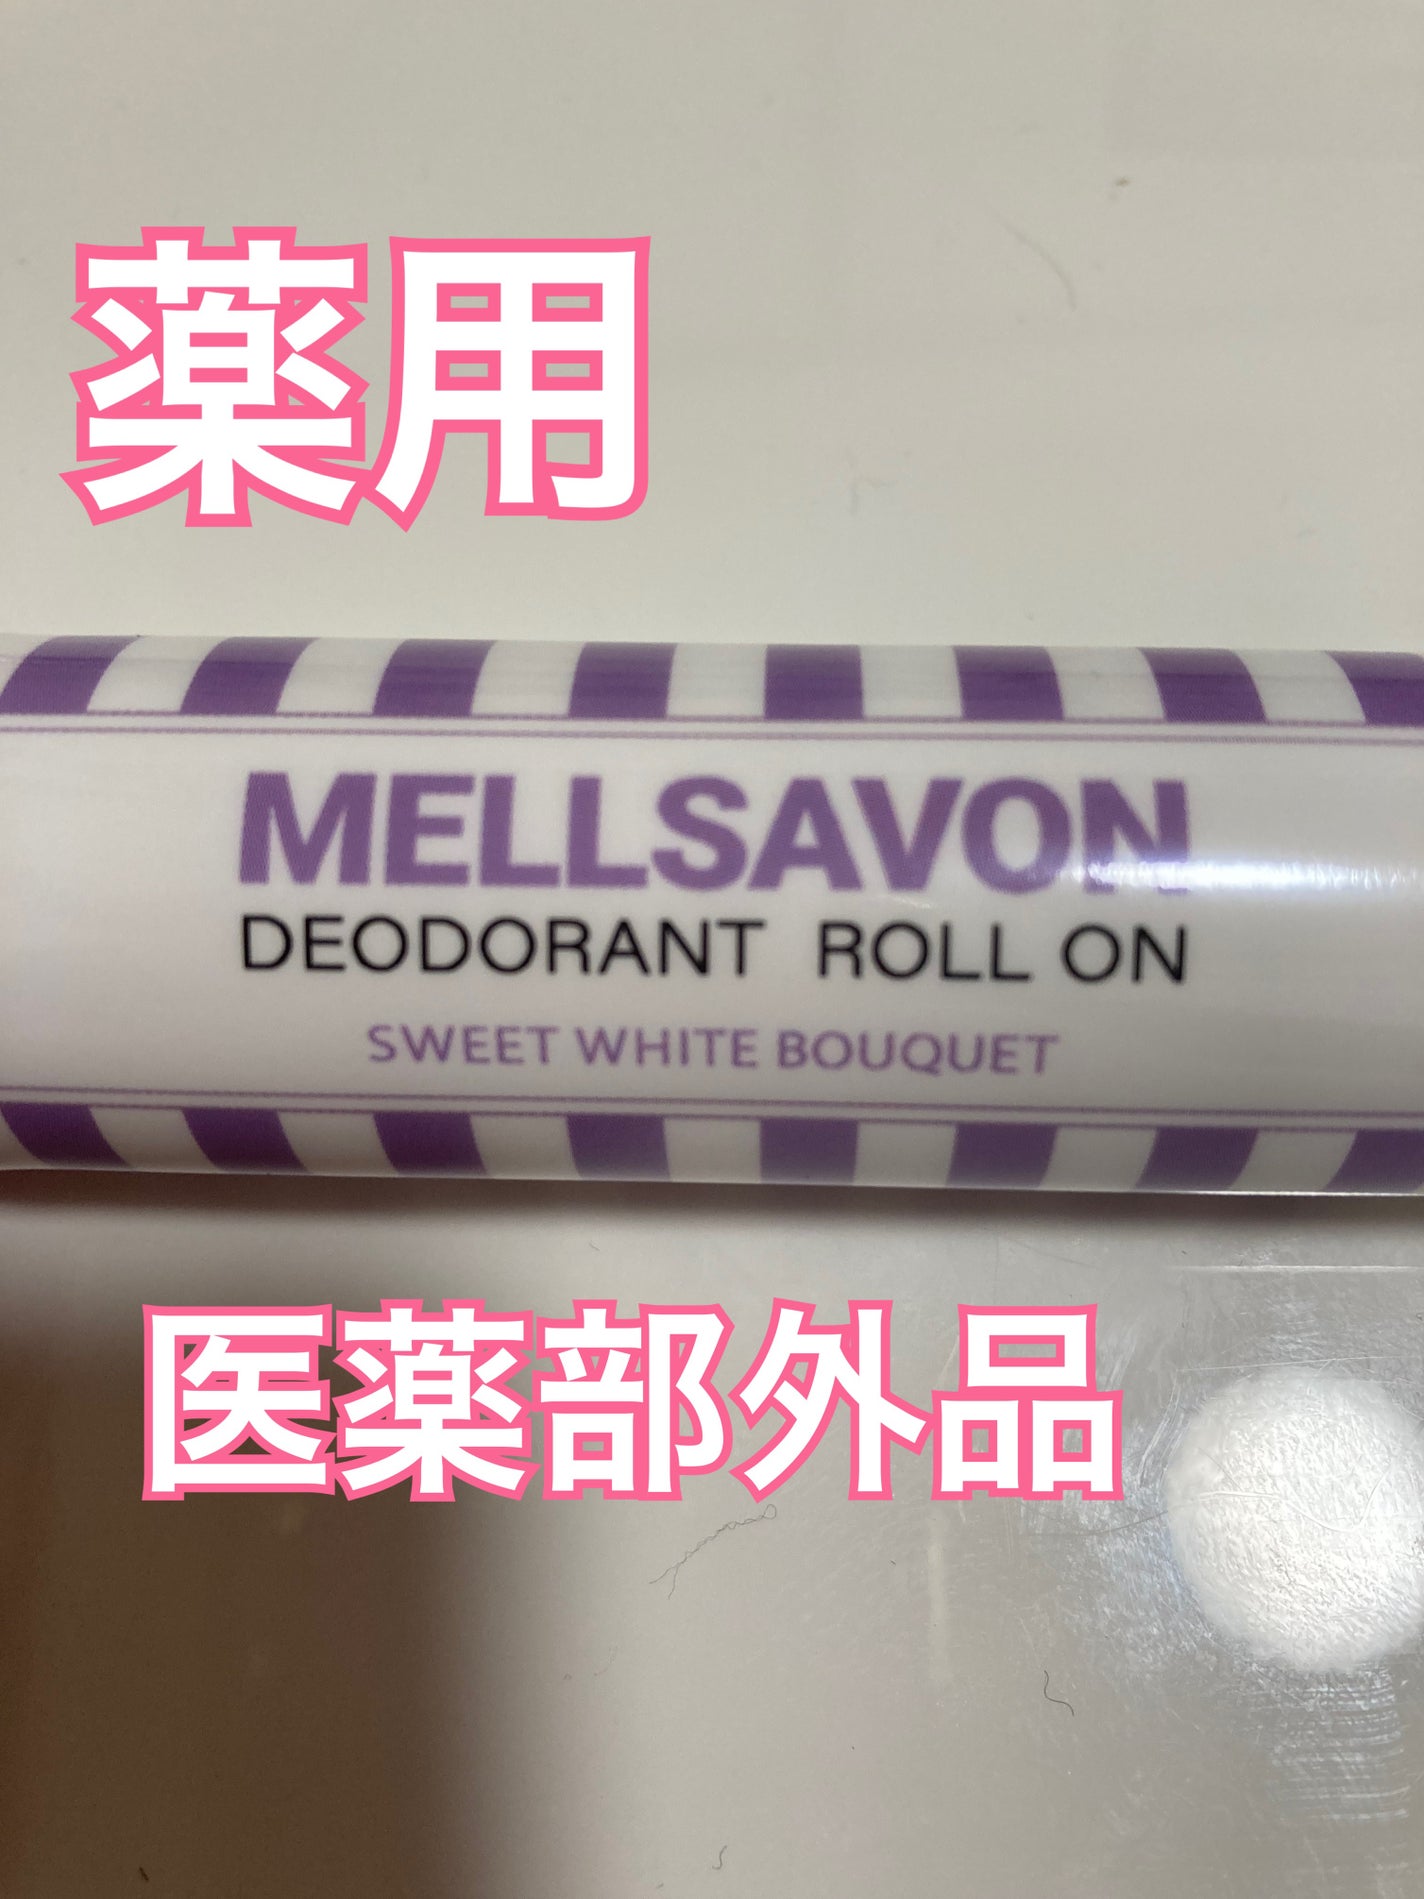 薬用
MELLSAVON
DEODORANT ROLL ON
SWEET WHITE BOUQUET
医薬部外品